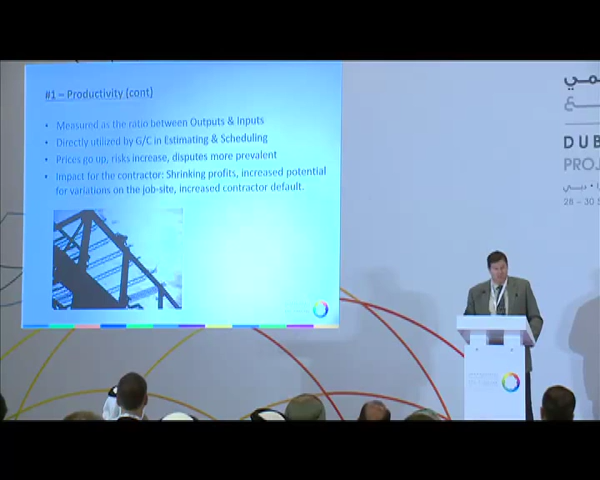 #1 – Productivity (cont)
• Measured as the ratio between Outputs & Inputs
• Directly utilized by G/C in Estimating & Scheduling
• Prices go up, risks increase, disputes more prevalent
• Impact for the contractor: Shrinking profits, increased potential
for variations on the job-site, increased contractor default.
DUB
PROJ
28 – 30 S